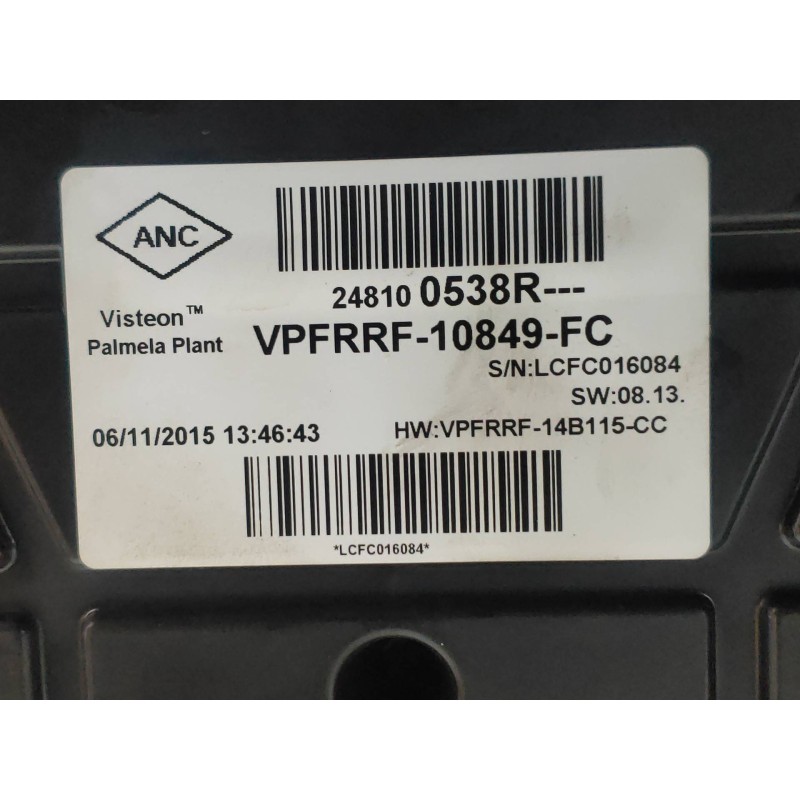 ANC
24810 0538R---
Visteon™
Palmela Plant
VPFRRF-10849-FC
S/N:LCFC016084
SW:08.13.
06/11/2015 13:46:43
HW:VPFRRF-14B115-CC
*LCFC016084*